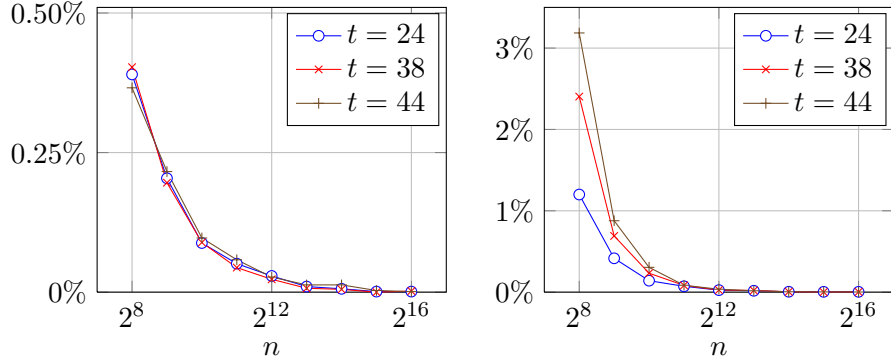 0.50%
0.25%
0%
2^8
2^12
2^16
n
t = 24
t = 38
t = 44
3%
2%
1%
0%
2^8
2^12
2^16
n
t = 24
t = 38
t = 44